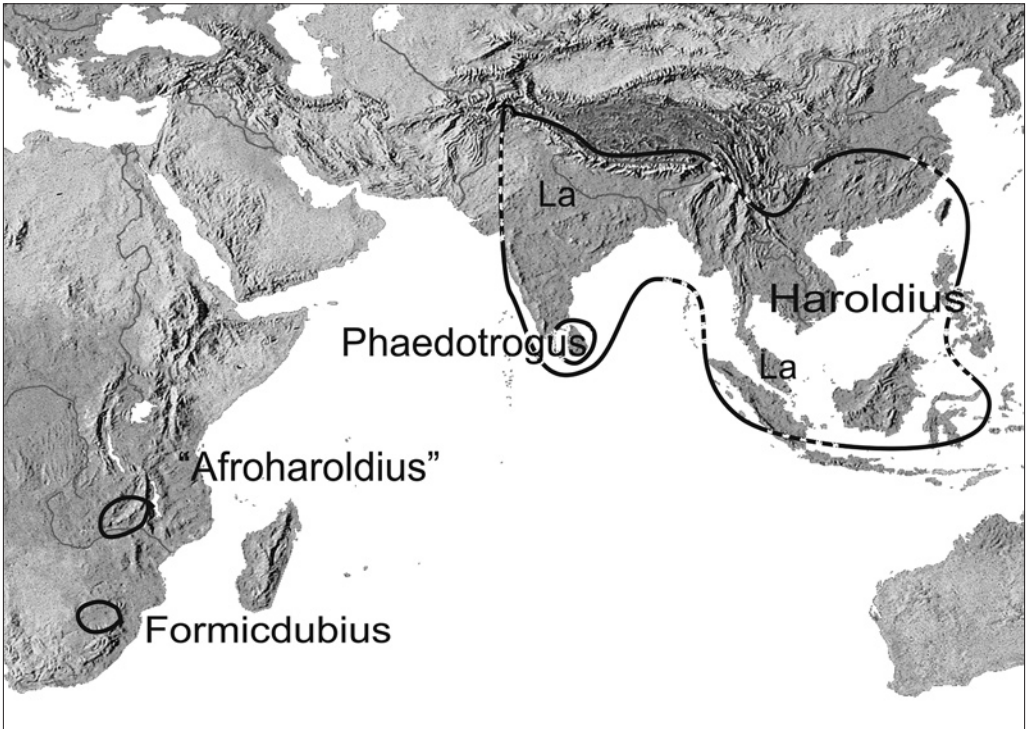 La
Haroldius
Phaedotrogus
La
“Afroharoldius”
Formicdubius